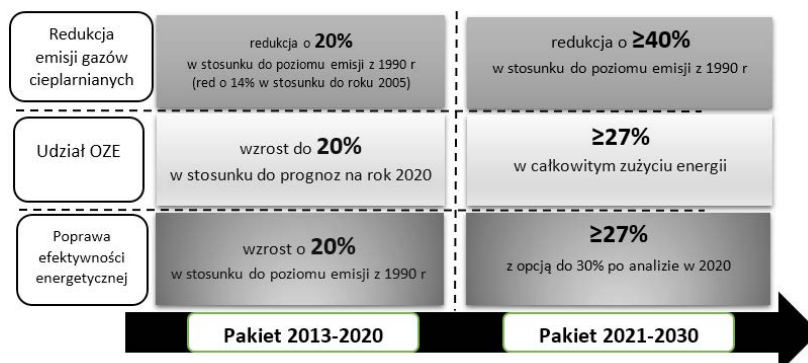 Redukcja
emisji gazów
cieplarnianych
redukcja o 20%
w stosunku do poziomu emisji z 1990 r
(red o 14% w stosunku do roku 2005)
redukcja o ≥40%
w stosunku do poziomu emisji z 1990 r
Udział OZE
wzrost do 20%
w stosunku do prognoz na rok 2020
≥27%
w całkowitym zużyciu energii
Poprawa
efektywności
energetycznej
wzrost o 20%
w stosunku do poziomu emisji z 1990 r
≥27%
z opcją do 30% po analizie w 2020
Pakiet 2013-2020
Pakiet 2021-2030